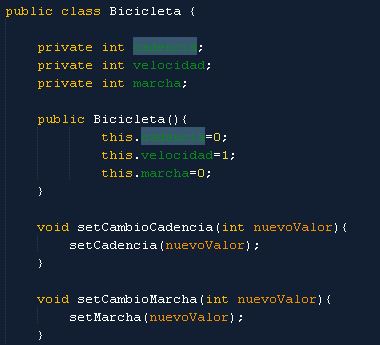 public class Bicicleta {
private int cadencia;
private int velocidad;
private int marcha;
public Bicicleta(){
this.cadencia=0;
this.velocidad=1;
this.marcha=0;
}
void setCambioCadencia(int nuevoValor){
setCadencia(nuevoValor);
}
void setCambioMarcha(int nuevoValor){
setMarcha(nuevoValor);
}